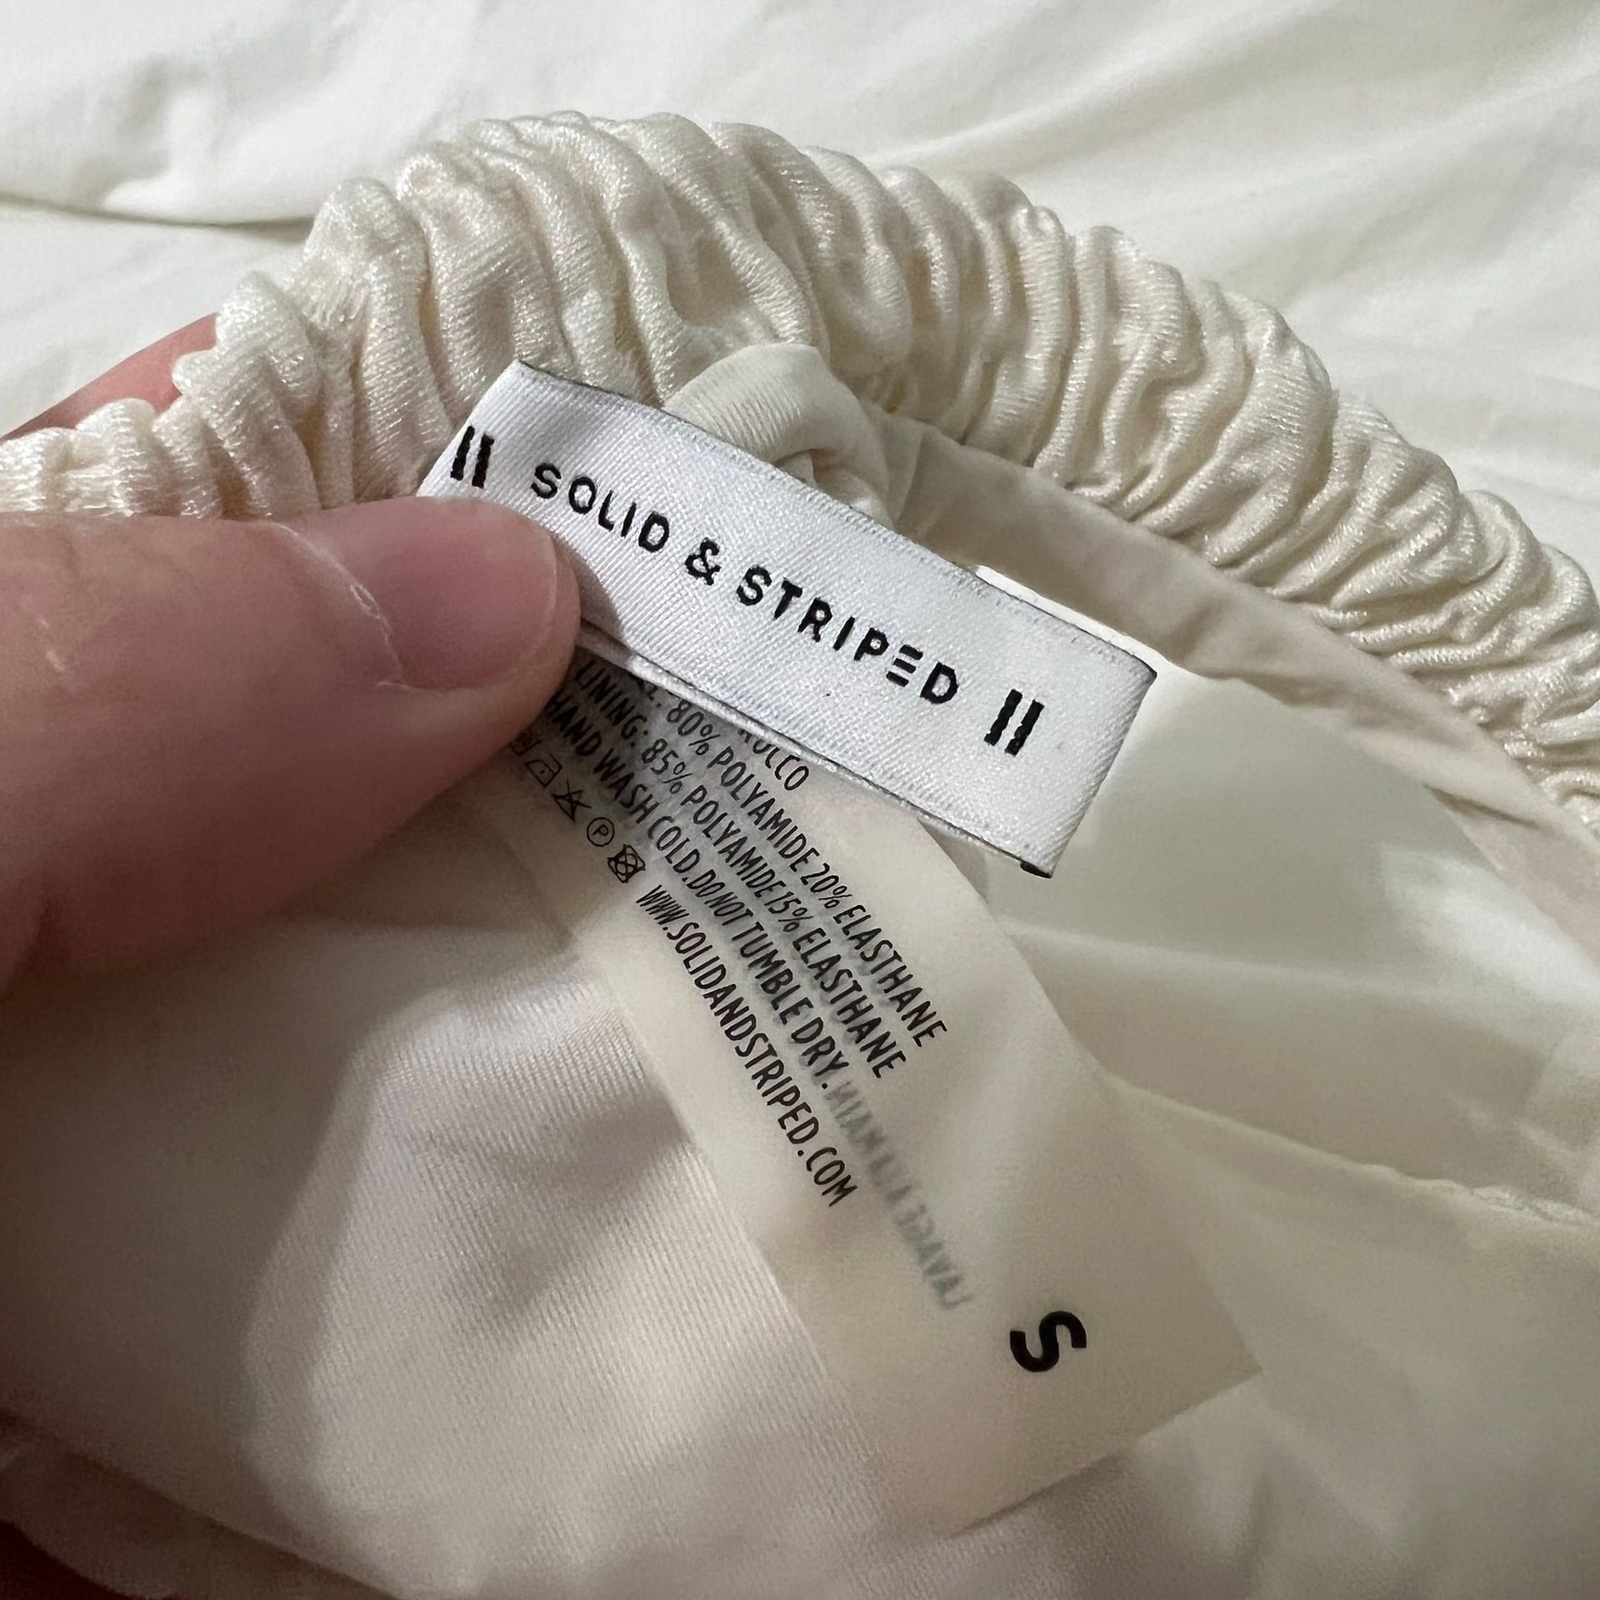 SOLID & STRIPED
80% POLYAMIDE 20% ELASTHANE
LINING: 85% POLYAMIDE 15% ELASTHANE
HAND WASH COLD. DO NOT TUMBLE DRY.
WWW.SOLIDANDSTRIPED.COM
S